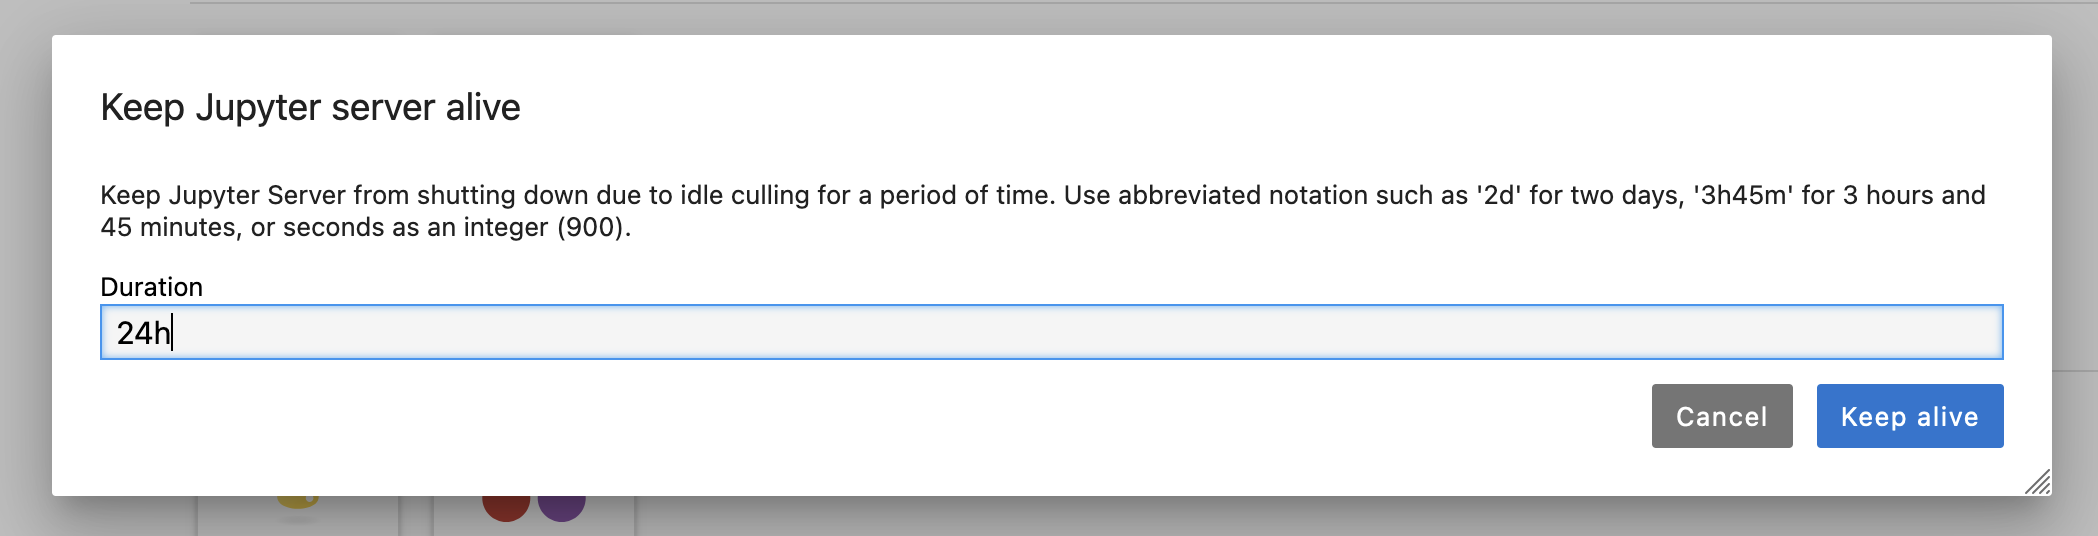 Keep Jupyter server alive
Keep Jupyter Server from shutting down due to idle culling for a period of time. Use abbreviated notation such as '2d' for two days, '3h45m' for 3 hours and
45 minutes, or seconds as an integer (900).
Duration
24h
Cancel
Keep alive